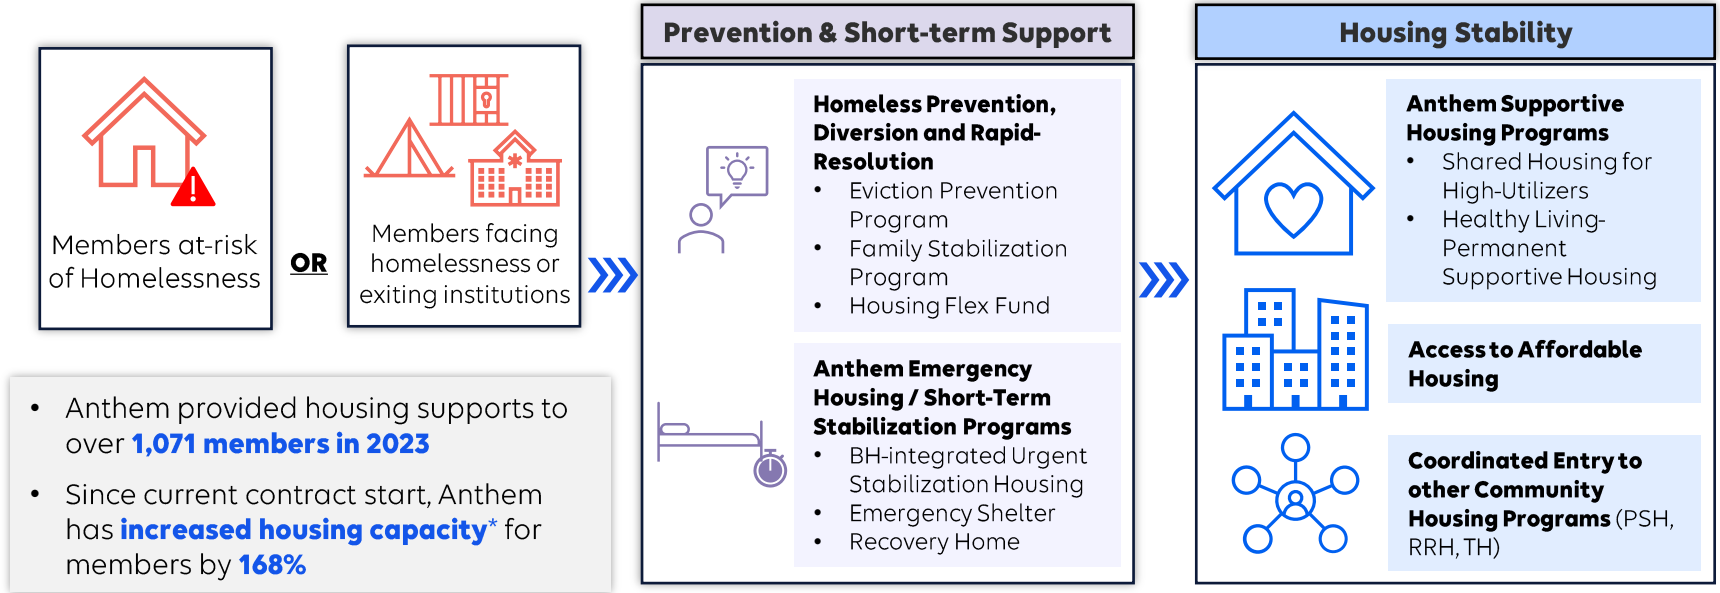 Members at-risk
of Homelessness
OR
Members facing
homelessness or
exiting institutions
• Anthem provided housing supports to
over 1,071 members in 2023
• Since current contract start, Anthem
has increased housing capacity* for
members by 168%
Prevention & Short-term Support
Homeless Prevention,
Diversion and Rapid-
Resolution
• Eviction Prevention
Program
• Family Stabilization
Program
• Housing Flex Fund
Anthem Emergency
Housing / Short-Term
Stabilization Programs
• BH-integrated Urgent
Stabilization Housing
• Emergency Shelter
• Recovery Home
Housing Stability
Anthem Supportive
Housing Programs
• Shared Housing for
High-Utilizers
• Healthy Living-
Permanent
Supportive Housing
Access to Affordable
Housing
Coordinated Entry to
other Community
Housing Programs (PSH,
RRH, TH)